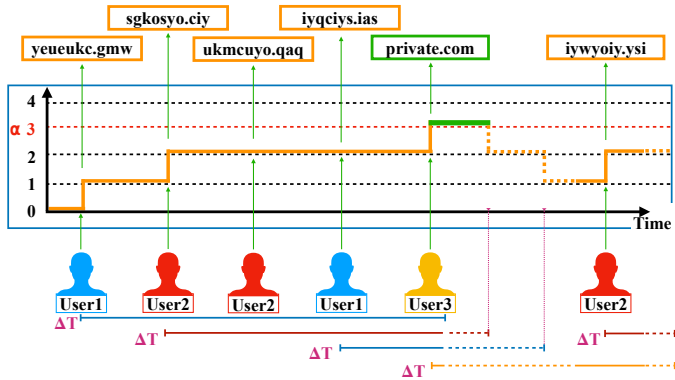 sgkosyo.ciy
iyqciys.ias
yeueukc.gmw
ukmcuyo.qaq
private.com
iywyoiy.ysi
4
α 3
2
1
0
Time
User1
User2
User2
User1
User3
User2
ΔT
ΔT
ΔT
ΔT
ΔT